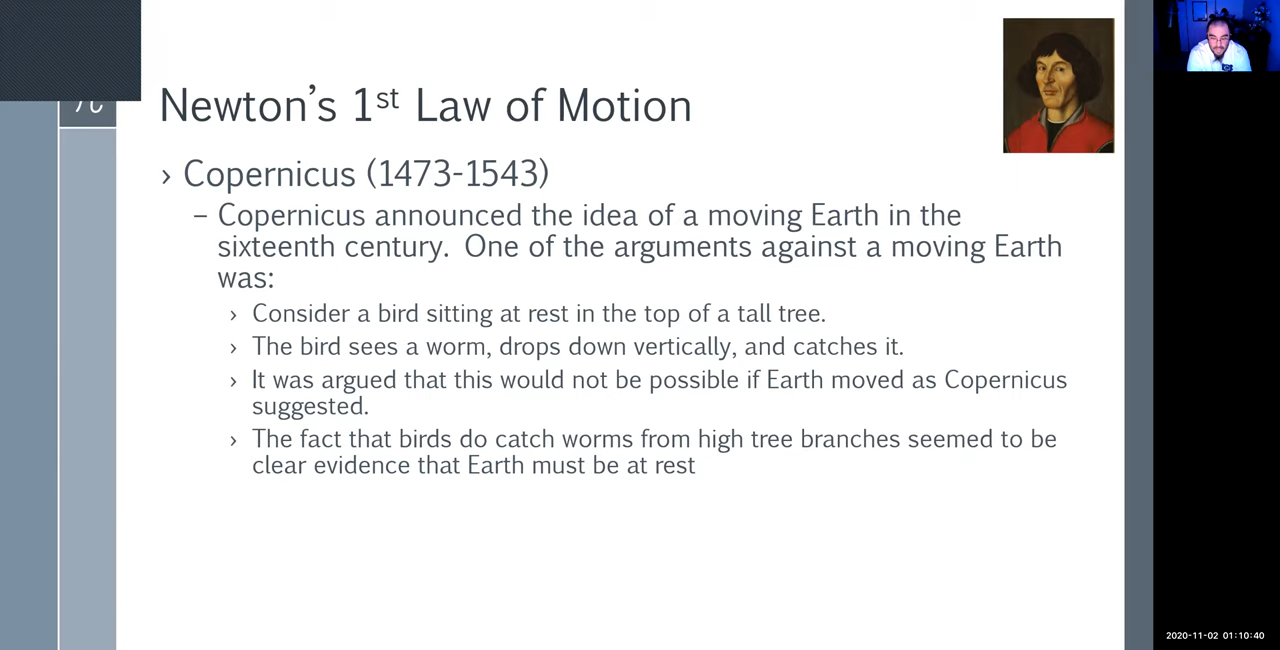 Newton's 1st Law of Motion
› Copernicus (1473-1543)
– Copernicus announced the idea of a moving Earth in the
sixteenth century.  One of the arguments against a moving Earth
was:
› Consider a bird sitting at rest in the top of a tall tree.
› The bird sees a worm, drops down vertically, and catches it.
› It was argued that this would not be possible if Earth moved as Copernicus
suggested.
› The fact that birds do catch worms from high tree branches seemed to be
clear evidence that Earth must be at rest
2020-11-02 01:10:40